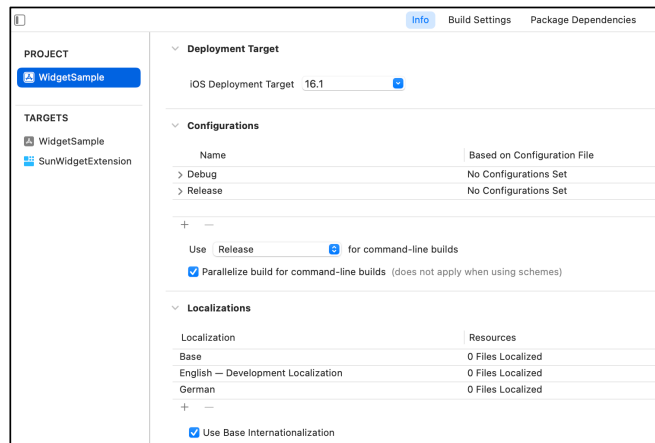 Info Build Settings Package Dependencies
PROJECT
WidgetSample
TARGETS
WidgetSample
SunWidgetExtension
Deployment Target
iOS Deployment Target 16.1
Configurations
Name Based on Configuration File
Debug No Configurations Set
Release No Configurations Set
+ −
Use Release for command-line builds
Parallelize build for command-line builds (does not apply when using schemes)
Localizations
Localization Resources
Base 0 Files Localized
English — Development Localization 0 Files Localized
German 0 Files Localized
+ −
Use Base Internationalization